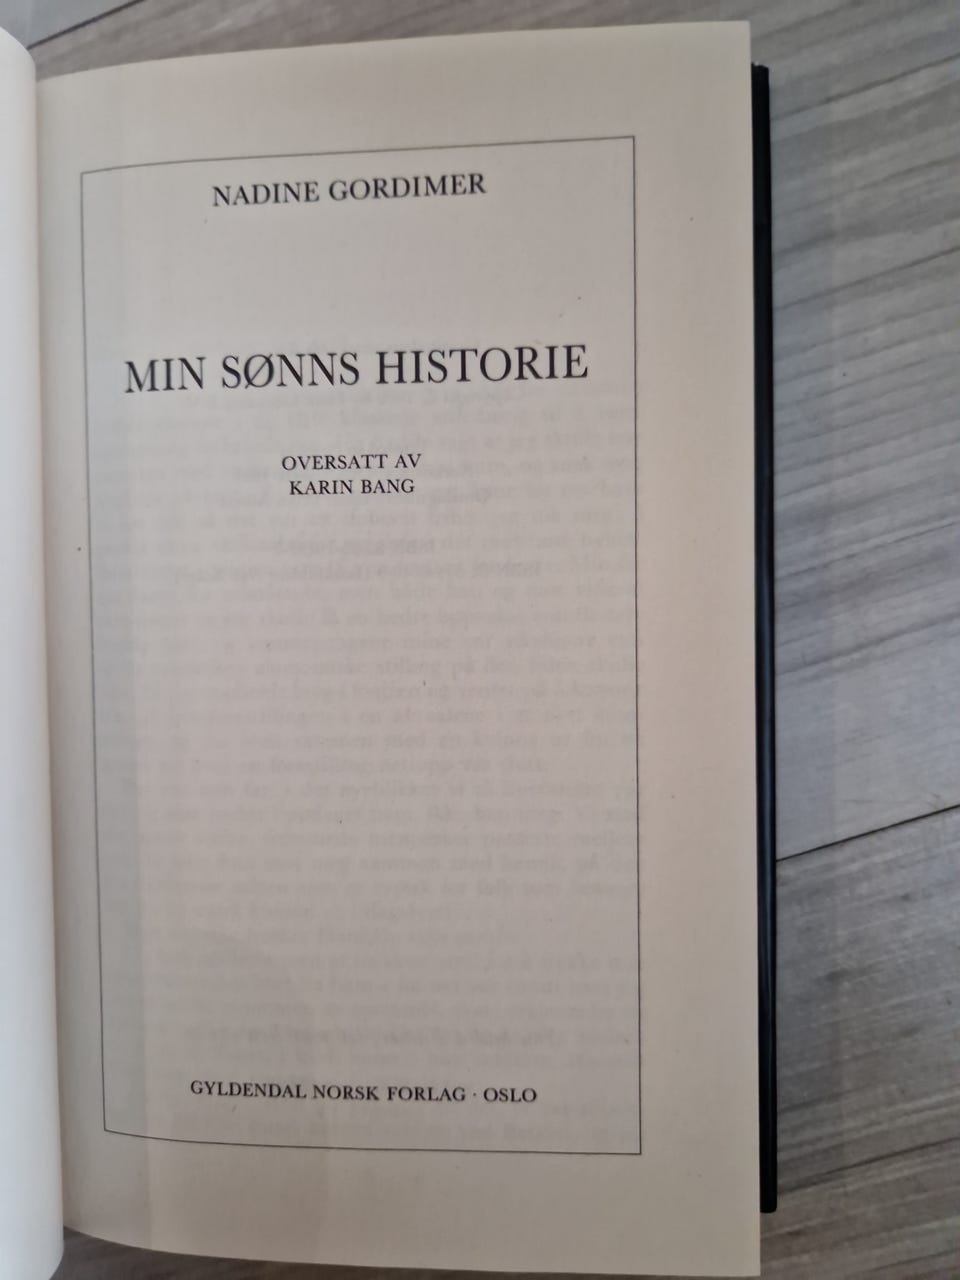 NADINE GORDIMER
MIN SØNNS HISTORIE
OVERSATT AV
KARIN BANG
GYLDENDAL NORSK FORLAG · OSLO